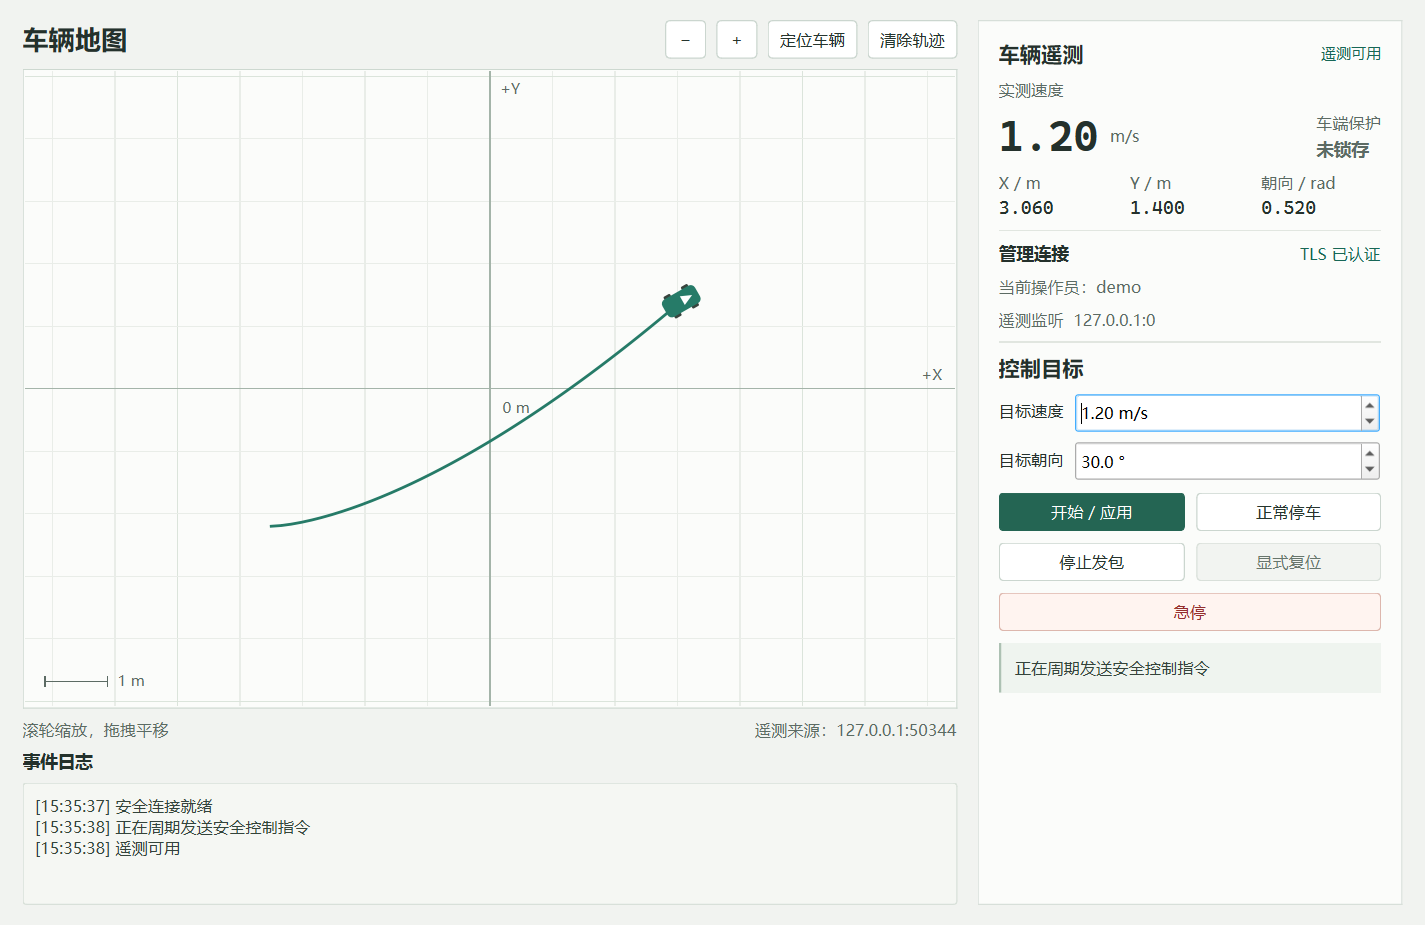 车辆地图
−
+
定位车辆
清除轨迹
+Y
+X
0 m
1 m
滚轮缩放，拖拽平移
遥测来源：127.0.0.1:50344
事件日志
[15:35:37] 安全连接就绪
[15:35:38] 正在周期发送安全控制指令
[15:35:38] 遥测可用
车辆遥测
遥测可用
实测速度
1.20 m/s
车端保护
未锁存
X / m
Y / m
朝向 / rad
3.060
1.400
0.520
管理连接
TLS 已认证
当前操作员：demo
遥测监听 127.0.0.1:0
控制目标
目标速度
1.20 m/s
目标朝向
30.0 °
开始 / 应用
正常停车
停止发包
显式复位
急停
正在周期发送安全控制指令